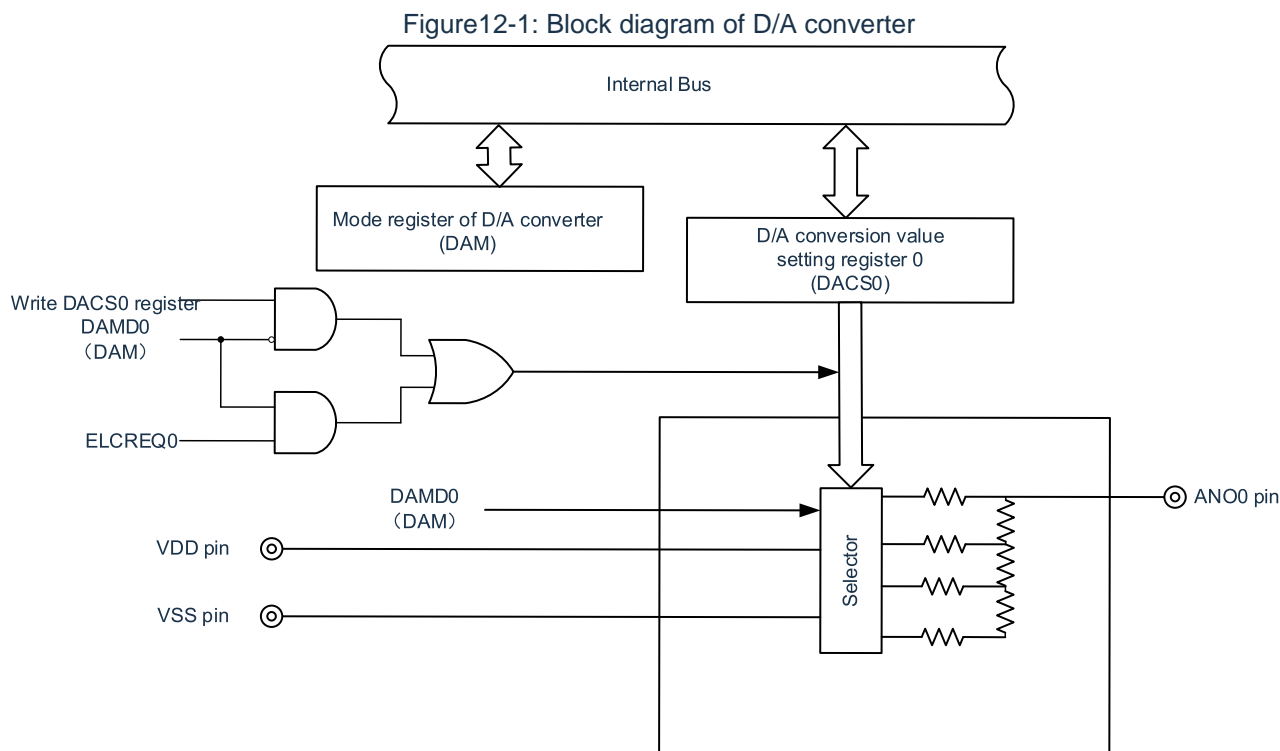 Figure12-1: Block diagram of D/A converter
Internal Bus
Mode register of D/A converter
(DAM)
D/A conversion value
setting register 0
(DACS0)
Write DACS0 register
DAMD0
（DAM）
ELCREQ0
DAMD0
（DAM）
VDD pin
VSS pin
Selector
ANO0 pin